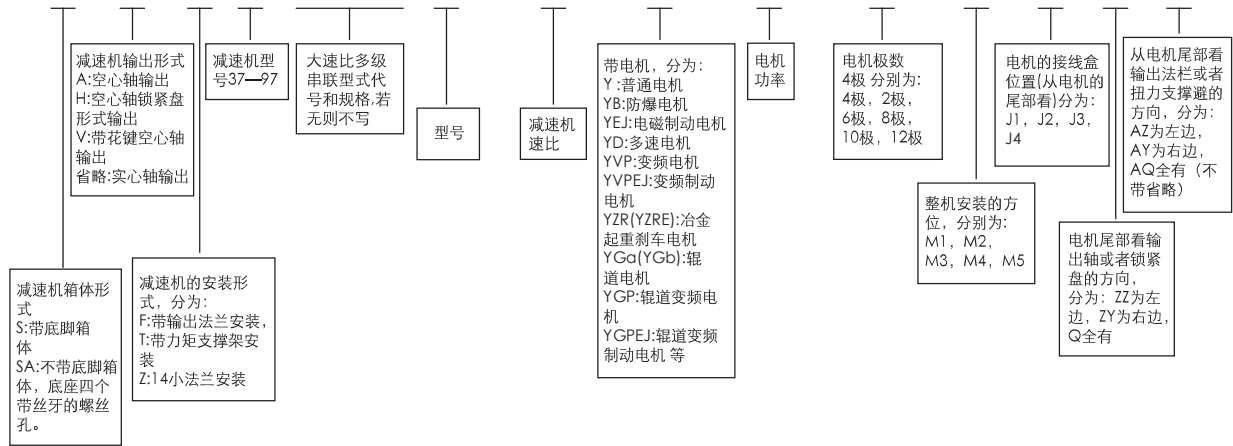 减速机输出形式
A:空心轴输出
H:空心轴锁紧盘
形式输出
V:带花键空心轴
输出
省略:实心轴输出
减速机型
号37—97
大速比多级
串联型式代
号和规格,若
无则不写
型号
减速机
速比
带电机，分为:
Y :普通电机
YB:防爆电机
YEJ:电磁制动电机
YD:多速电机
YVP:变频电机
YVPEJ:变频制动
电机
YZR(YZRE):冶金
起重刹车电机
YGa(YGb):辊
道电机
YGP:辊道变频电
机
YGPEJ:辊道变频
制动电机 等
电机
功率
电机极数
4极 分别为:
4极，2极，
6极，8极，
10极，12极
电机的接线盒
位置(从电机的
尾部看)分为:
J1，J2，J3，
J4
从电机尾部看
输出法栏或者
扭力支撑避的
方向，分为:
AZ为左边，
AY为右边，
AQ全有（不
带省略）
减速机箱体形
式
S:带底脚箱
体
SA:不带底脚箱
体，底座四个
带丝牙的螺丝
孔。
减速机的安装形
式，分为:
F:带输出法兰安装，
T:带力矩支撑架安
装
Z:14小法兰安装
整机安装的方
位，分别为:
M1，M2，
M3，M4，M5
电机尾部看输
出轴或者锁紧
盘的方向，
分为：ZZ为左
边，ZY为右边，
Q全有